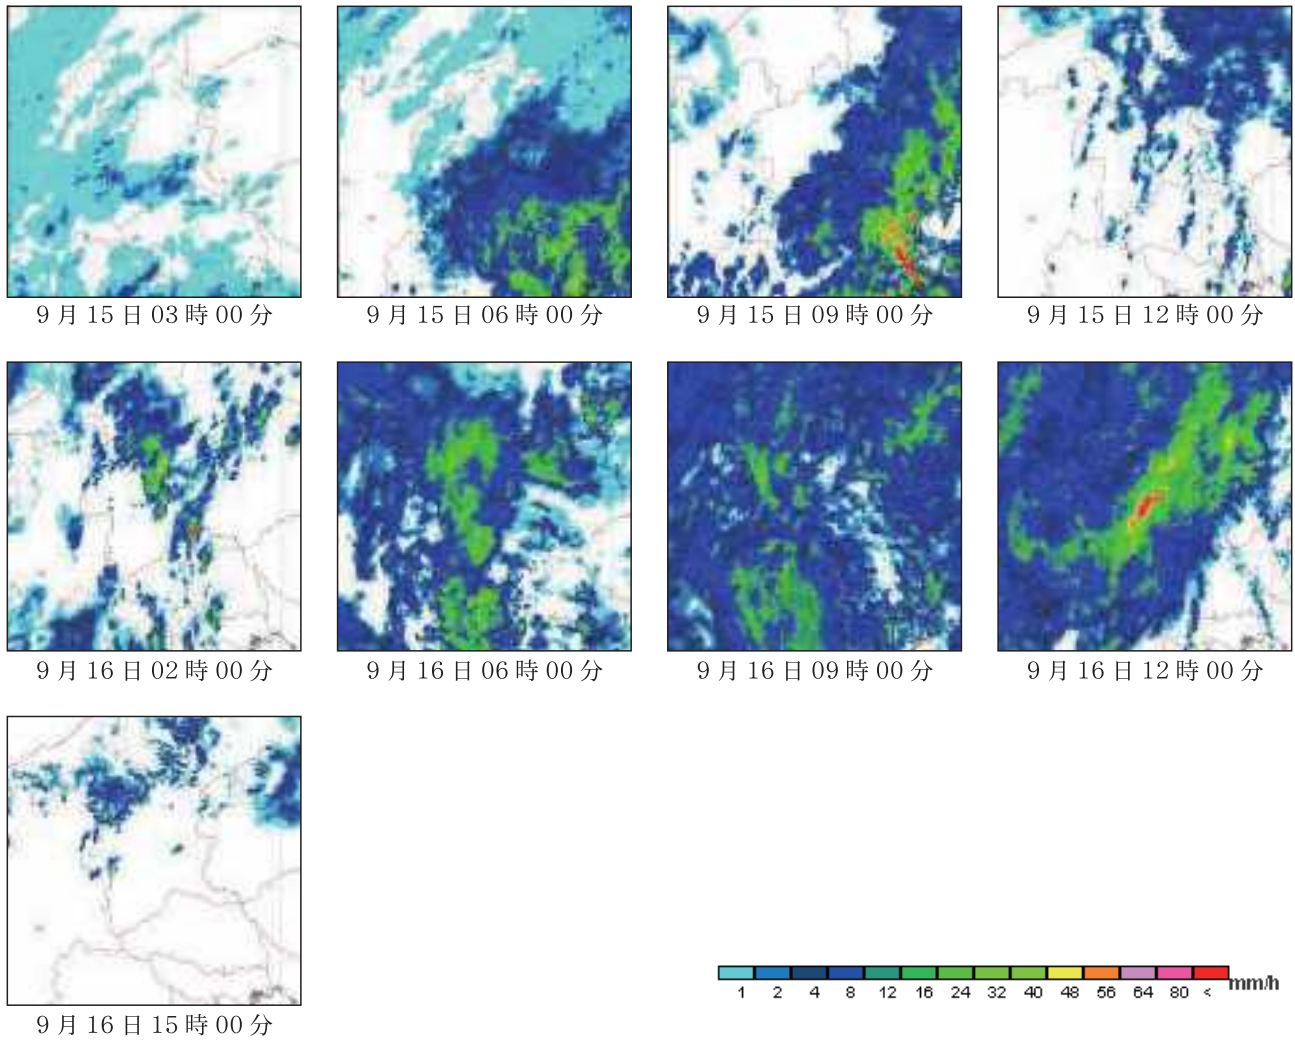 9月15日03時00分
9月15日06時00分
9月15日09時00分
9月15日12時00分
9月16日02時00分
9月16日06時00分
9月16日09時00分
9月16日12時00分
9月16日15時00分
1 2 4 8 12 16 24 32 40 48 56 64 80 < mm/h